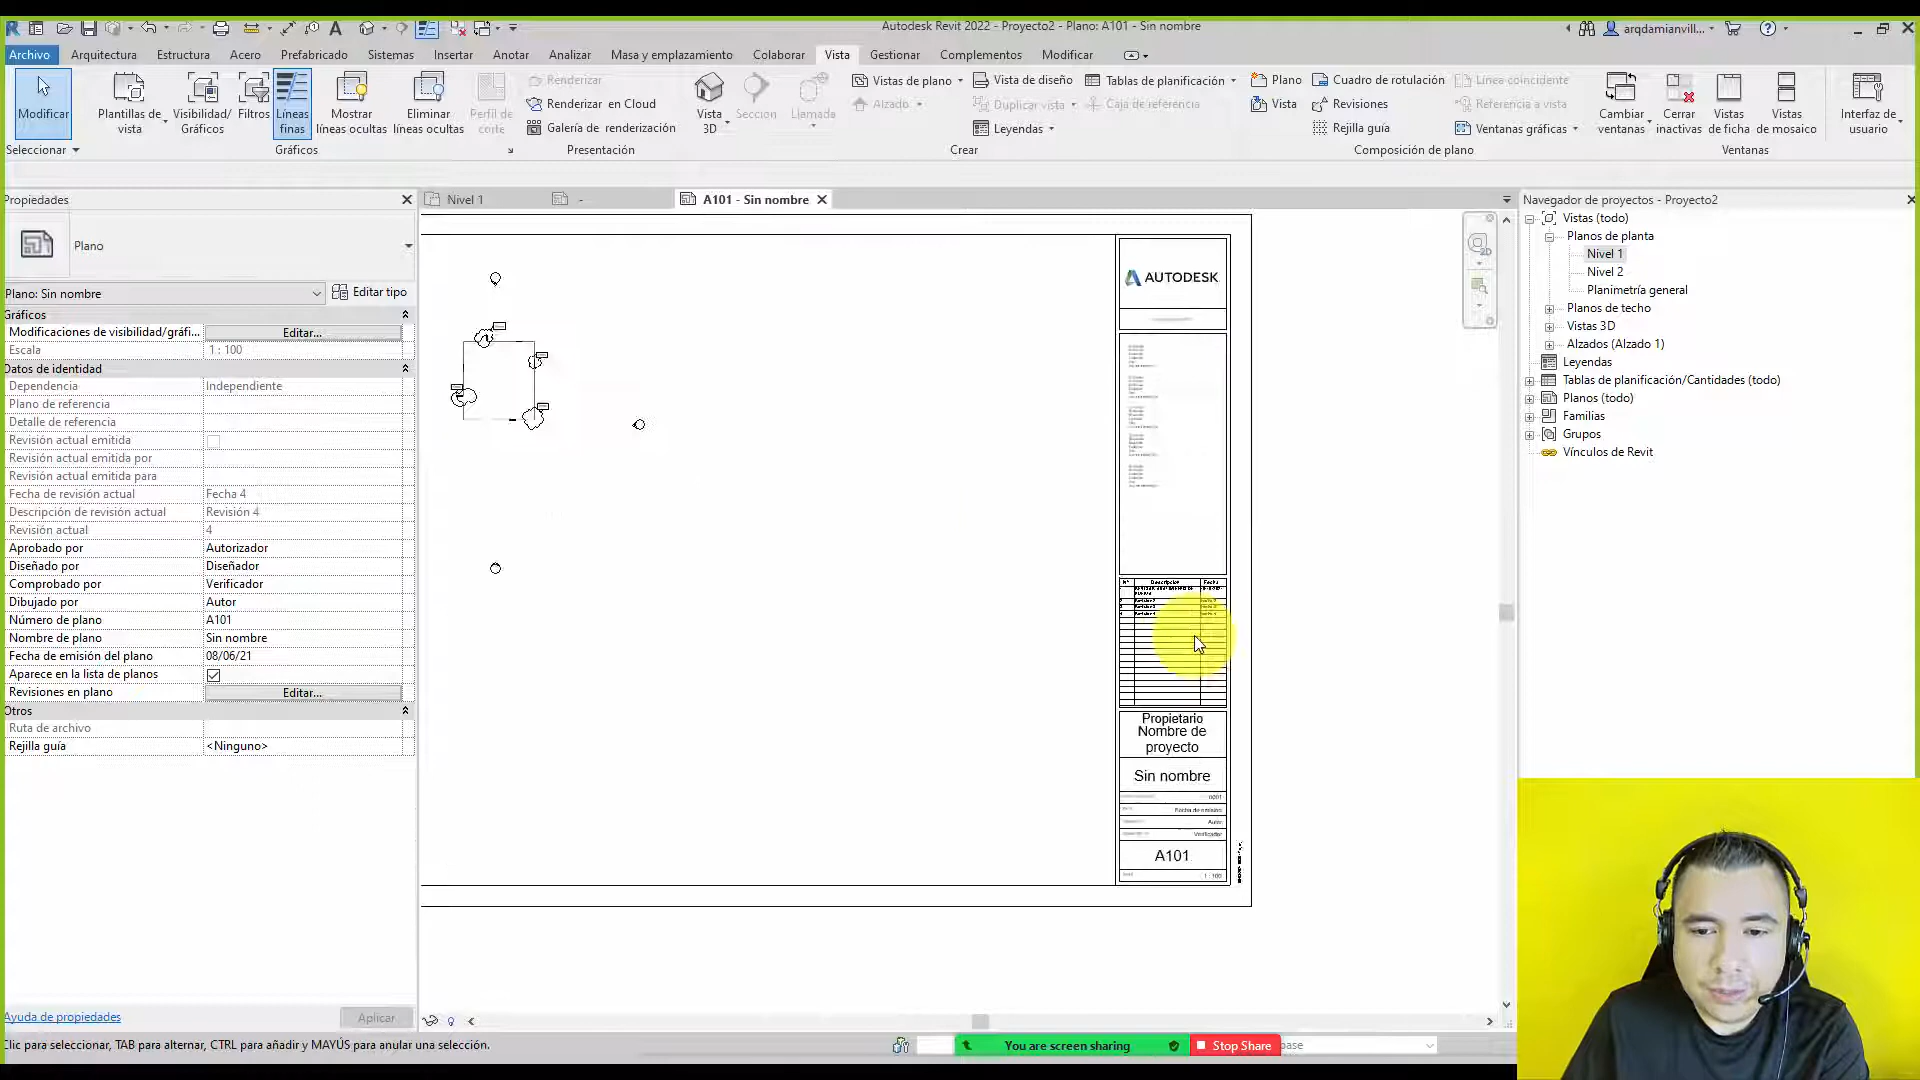 Autodesk Revit 2022 - Proyecto2 - Plano: A101 - Sin nombre
arqdamianvill...
Archivo Arquitectura Estructura Acero Prefabricado Sistemas Insertar Anotar Analizar Masa y emplazamiento Colaborar Vista Gestionar Complementos Modificar
Modificar
Plantillas de vista
Visibilidad/ Gráficos
Filtros
Líneas finas
Mostrar líneas ocultas
Eliminar líneas ocultas
Perfil de corte
Renderizar
Renderizar en Cloud
Galería de renderización
Vista 3D
Sección
Llamada
Vistas de plano
Alzado
Vista de diseño
Duplicar vista
Leyendas
Tablas de planificación
Caja de referencia
Plano
Vista
Cuadro de rotulación
Revisiones
Rejilla guía
Línea coincidente
Referencia a vista
Ventanas gráficas
Cambiar ventanas
Cerrar inactivas
Vistas de ficha
Vistas de mosaico
Interfaz de usuario
Seleccionar
Gráficos
Presentación
Crear
Composición de plano
Ventanas
Propiedades
Plano
Plano: Sin nombre
Editar tipo
Gráficos
Modificaciones de visibilidad/gráfi... Editar...
Escala 1 : 100
Datos de identidad
Dependencia Independiente
Plano de referencia
Detalle de referencia
Revisión actual emitida
Revisión actual emitida por
Revisión actual emitida para
Fecha de revisión actual Fecha 4
Descripción de revisión actual Revisión 4
Revisión actual 4
Aprobado por Autorizador
Diseñado por Diseñador
Comprobado por Verificador
Dibujado por Autor
Número de plano A101
Nombre de plano Sin nombre
Fecha de emisión del plano 08/06/21
Aparece en la lista de planos
Revisiones en plano Editar...
Otros
Ruta de archivo
Rejilla guía <Ninguno>
Ayuda de propiedades
Aplicar
Nivel 1
-
A101 - Sin nombre
AUTODESK
Nº Descripción Fecha
Propietario
Nombre de
proyecto
Sin nombre
Fecha de emisión
Autor
Verificador
A101
1 : 100
Navegador de proyectos - Proyecto2
Vistas (todo)
Planos de planta
Nivel 1
Nivel 2
Planimetría general
Planos de techo
Vistas 3D
Alzados (Alzado 1)
Leyendas
Tablas de planificación/Cantidades (todo)
Planos (todo)
Familias
Grupos
Vínculos de Revit
Clic para seleccionar, TAB para alternar, CTRL para añadir y MAYÚS para anular una selección.
You are screen sharing
Stop Share
base